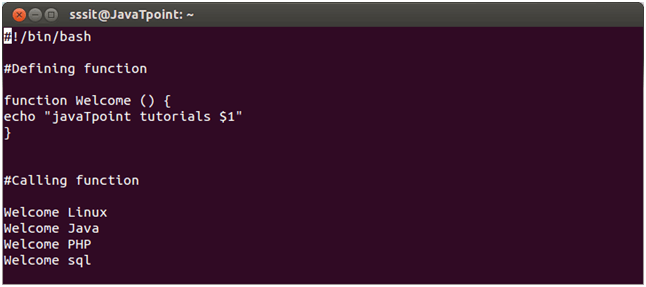 sssit@JavaTpoint: ~
#!/bin/bash
#Defining function
function Welcome () {
echo "javaTpoint tutorials $1"
}
#Calling function
Welcome Linux
Welcome Java
Welcome PHP
Welcome sql